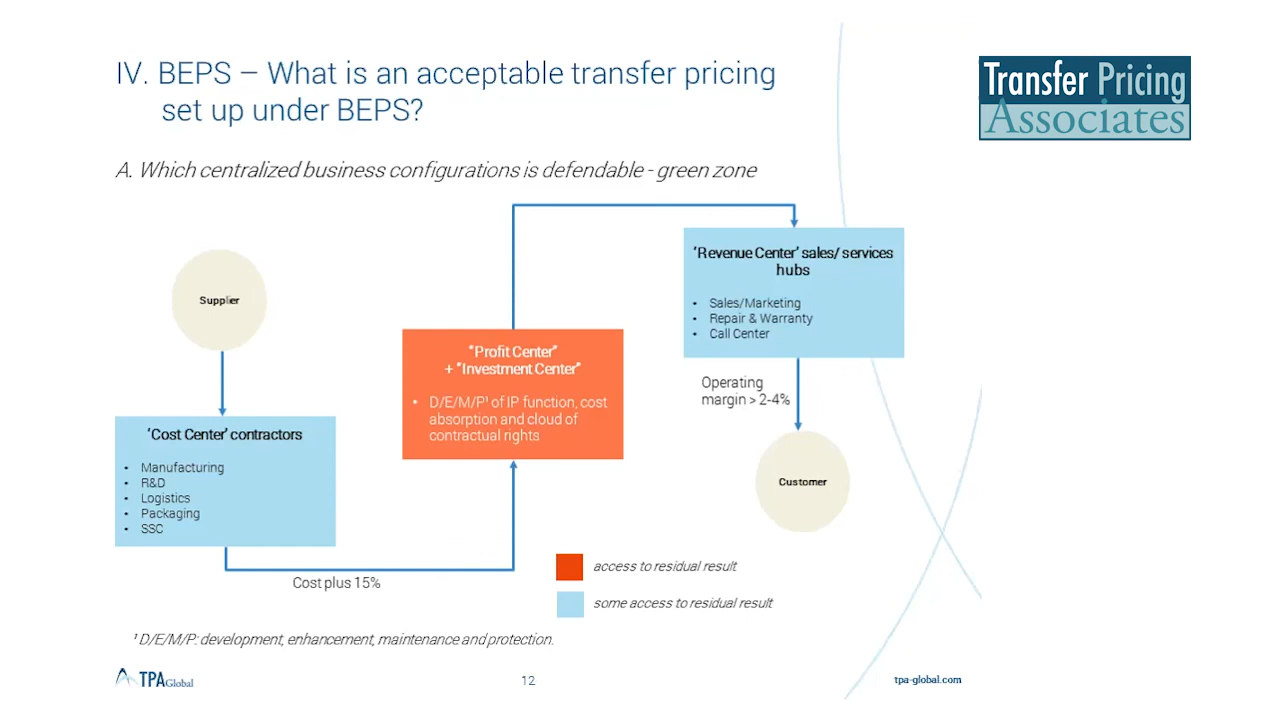 IV. BEPS – What is an acceptable transfer pricing
set up under BEPS?
Transfer Pricing
Associates
A. Which centralized business configurations is defendable - green zone
Supplier
'Cost Center' contractors
• Manufacturing
• R&D
• Logistics
• Packaging
• SSC
Cost plus 15%
"Profit Center"
+ "Investment Center"
• D/E/M/P¹ of IP function, cost
absorption and cloud of
contractual rights
'Revenue Center' sales/ services
hubs
• Sales/Marketing
• Repair & Warranty
• Call Center
Operating
margin > 2-4%
Customer
access to residual result
some access to residual result
¹ D/E/M/P: development, enhancement, maintenance and protection.
TPA Global
12
tpa-global.com